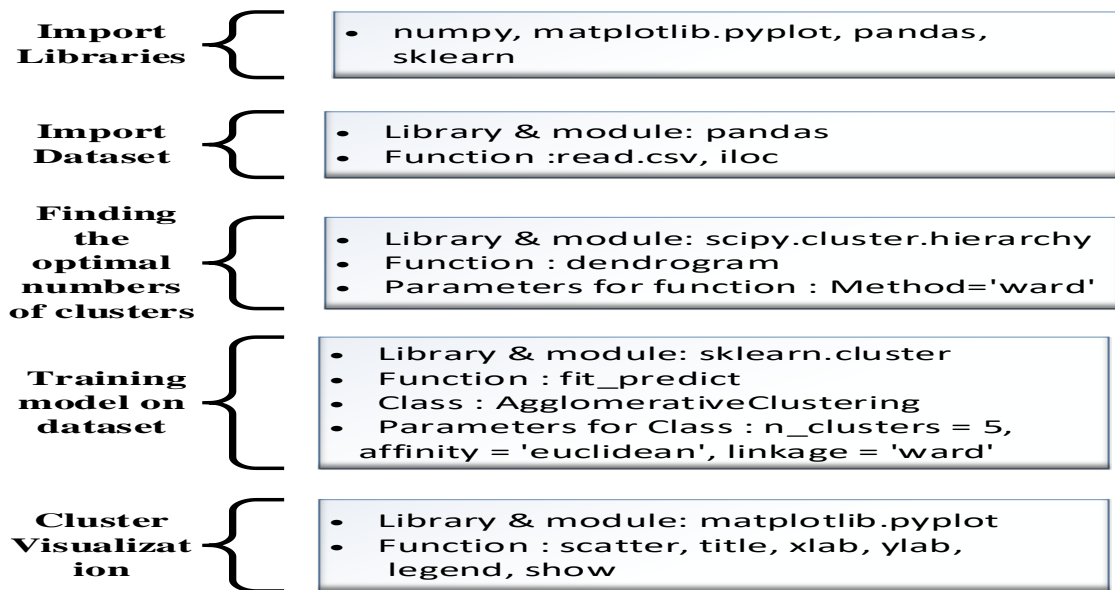 Import
Libraries
• numpy, matplotlib.pyplot, pandas,
sklearn
Import
Dataset
• Library & module: pandas
• Function :read.csv, iloc
Finding
the
optimal
numbers
of clusters
• Library & module: scipy.cluster.hierarchy
• Function : dendrogram
• Parameters for function : Method='ward'
Training
model on
dataset
• Library & module: sklearn.cluster
• Function : fit_predict
• Class : AgglomerativeClustering
• Parameters for Class : n_clusters = 5,
affinity = 'euclidean', linkage = 'ward'
Cluster
Visualizat
ion
• Library & module: matplotlib.pyplot
• Function : scatter, title, xlab, ylab,
legend, show